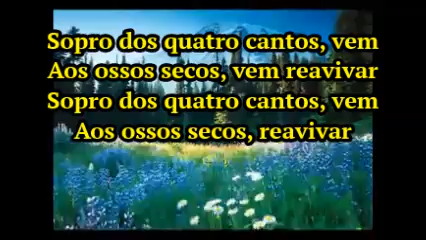 Sopro dos quatro cantos, vem
Aos ossos secos, vem reavivar
Sopro dos quatro cantos, vem
Aos ossos secos, reavivar